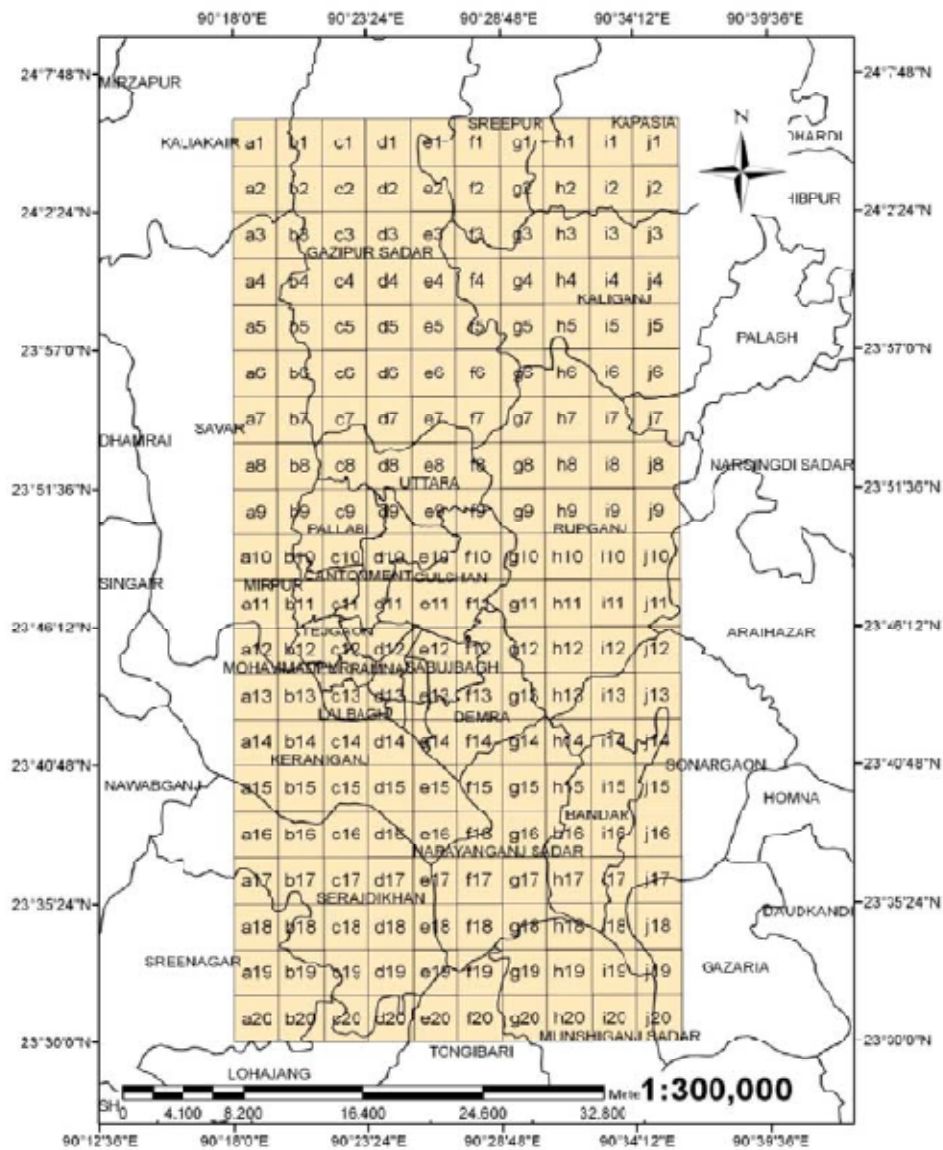 90°18'0"E 90°23'24"E 90°28'48"E 90°34'12"E 90°39'36"E
24°7'48"N 24°7'48"N
MIRZAPUR
SREEPUR KAPASIA N
KALIAKAIR a1 b1 c1 d1 e1 f1 g1 h1 i1 j1
a2 b2 c2 d2 e2 f2 g2 h2 i2 j2 HIBPUR
24°2'24"N 24°2'24"N
a3 b3 c3 d3 e3 f3 g3 h3 i3 j3
GAZIPUR SADAR
a4 b4 c4 d4 e4 f4 g4 h4 i4 j4
KALIGANJ
a5 b5 c5 d5 e5 f5 g5 h5 i5 j5
PALASH
23°57'0"N 23°57'0"N
a6 b6 c6 d6 e6 f6 g6 h6 i6 j6
SAVAR a7 b7 c7 d7 e7 f7 g7 h7 i7 j7
DHAMRAI
a8 b8 c8 d8 e8 f8 g8 h8 i8 j8 NARSINGDI SADAR
UTTARA
23°51'36"N 23°51'36"N
a9 b9 c9 d9 e9 f9 g9 h9 i9 j9
PALLABI RUPGANJ
a10 b10 c10 d10 e10 f10 g10 h10 i10 j10
CANTONMENT GULSHAN
SINGAIR MIRPUR
a11 b11 c11 d11 e11 f11 g11 h11 i11 j11
23°46'12"N 23°46'12"N
TEJGAON ARAIHAZAR
a12 b12 c12 d12 e12 f12 g12 h12 i12 j12
MOHAMMADPUR RAMNA SABUJBAGH
a13 b13 c13 d13 e13 f13 g13 h13 i13 j13
LALBAGH DEMRA
a14 b14 c14 d14 e14 f14 g14 h14 i14 j14
KERANIGANJ SONARGAON
23°40'48"N 23°40'48"N
NAWABGANJ a15 b15 c15 d15 e15 f15 g15 h15 i15 j15
HOMNA
BANDAR
a16 b16 c16 d16 e16 f16 g16 h16 i16 j16
NARAYANGANJ SADAR
a17 b17 c17 d17 e17 f17 g17 h17 i17 j17
SERAJDIKHAN
23°35'24"N 23°35'24"N
DAUDKANDI
a18 b18 c18 d18 e18 f18 g18 h18 i18 j18
SREENAGAR a19 b19 c19 d19 e19 f19 g19 h19 i19 j19 GAZARIA
a20 b20 c20 d20 e20 f20 g20 h20 i20 j20
MUNSHIGANJ SADAR
23°30'0"N 23°30'0"N
TONGIBARI
LOHAJANG
SH 1:300,000
0 4.100 8.200 16.400 24.600 32.800
90°12'36"E 90°18'0"E 90°23'24"E 90°28'48"E 90°34'12"E 90°39'36"E